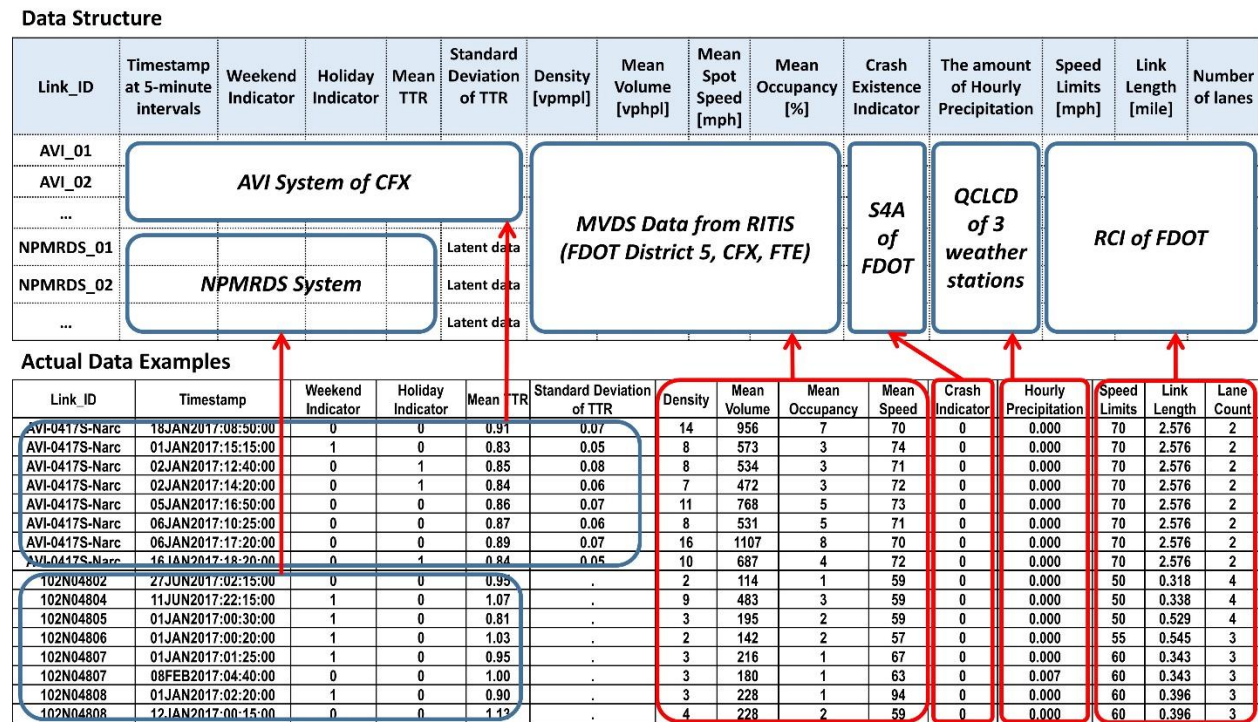 Data Structure
Link_ID Timestamp at 5-minute intervals Weekend Indicator Holiday Indicator Mean TTR Standard Deviation of TTR Density [vpmpl] Mean Volume [vphpl] Mean Spot Speed [mph] Mean Occupancy [%] Crash Existence Indicator The amount of Hourly Precipitation Speed Limits [mph] Link Length [mile] Number of lanes
AVI_01
AVI_02
...
NPMRDS_01 Latent data
NPMRDS_02 Latent data
... Latent data
AVI System of CFX
NPMRDS System
MVDS Data from RITIS
(FDOT District 5, CFX, FTE)
S4A
of
FDOT
QCLCD
of 3
weather
stations
RCI of FDOT
Actual Data Examples
Link_ID Timestamp Weekend Indicator Holiday Indicator Mean TTR Standard Deviation of TTR Density Mean Volume Mean Occupancy Mean Speed Crash Indicator Hourly Precipitation Speed Limits Link Length Lane Count
AVI-0417S-Narc 18JAN2017:08:50:00 0 0 0.91 0.07 14 956 7 70 0 0.000 70 2.576 2
AVI-0417S-Narc 01JAN2017:15:15:00 1 0 0.83 0.05 8 573 3 74 0 0.000 70 2.576 2
AVI-0417S-Narc 02JAN2017:12:40:00 0 1 0.85 0.08 8 534 3 71 0 0.000 70 2.576 2
AVI-0417S-Narc 02JAN2017:14:20:00 0 1 0.84 0.06 7 472 3 72 0 0.000 70 2.576 2
AVI-0417S-Narc 05JAN2017:16:50:00 0 0 0.86 0.07 11 768 5 73 0 0.000 70 2.576 2
AVI-0417S-Narc 06JAN2017:10:25:00 0 0 0.87 0.06 8 531 5 71 0 0.000 70 2.576 2
AVI-0417S-Narc 06JAN2017:17:20:00 0 0 0.89 0.07 16 1107 8 70 0 0.000 70 2.576 2
AVI-0417S-Narc 16JAN2017:18:20:00 0 1 0.84 0.05 10 687 4 72 0 0.000 70 2.576 2
102N04802 27JUN2017:02:15:00 0 0 0.95 . 2 114 1 59 0 0.000 50 0.318 4
102N04804 11JUN2017:22:15:00 1 0 1.07 . 9 483 3 59 0 0.000 50 0.338 4
102N04805 01JAN2017:00:30:00 1 0 0.81 . 3 195 2 59 0 0.000 50 0.529 4
102N04806 01JAN2017:00:20:00 1 0 1.03 . 2 142 2 57 0 0.000 55 0.545 3
102N04807 01JAN2017:01:25:00 1 0 0.95 . 3 216 1 67 0 0.000 60 0.343 3
102N04807 08FEB2017:04:40:00 0 0 1.00 . 3 180 1 63 0 0.007 60 0.343 3
102N04808 01JAN2017:02:20:00 1 0 0.90 . 3 228 1 94 0 0.000 60 0.396 3
102N04808 12JAN2017:00:15:00 0 0 1.13 . 4 228 2 59 0 0.000 60 0.396 3